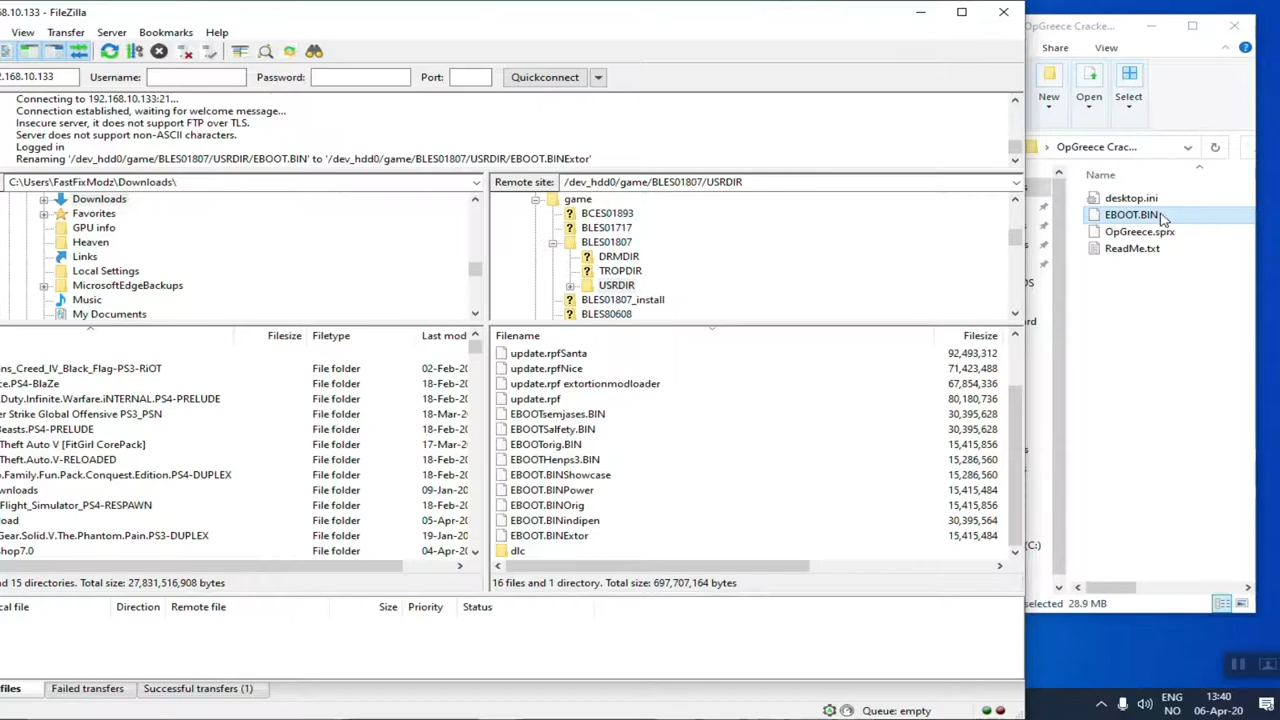 .168.10.133 - FileZilla
View Transfer Server Bookmarks Help
2.168.10.133 Username: Password: Port: Quickconnect
Connecting to 192.168.10.133:21...
Connection established, waiting for welcome message...
Insecure server, it does not support FTP over TLS.
Server does not support non-ASCII characters.
Logged in
Renaming '/dev_hdd0/game/BLES01807/USRDIR/EBOOT.BIN' to '/dev_hdd0/game/BLES01807/USRDIR/EBOOT.BINExtor'
C:\Users\FastFixModz\Downloads\
Downloads
Favorites
GPU info
Heaven
Links
Local Settings
MicrosoftEdgeBackups
Music
My Documents
Remote site: /dev_hdd0/game/BLES01807/USRDIR
game
BCES01893
BLES01717
BLES01807
DRMDIR
TROPDIR
USRDIR
BLES01807_install
BLES80608
Filesize Filetype Last mod
ns_Creed_IV_Black_Flag-PS3-RiOT File folder 02-Feb-20
ce.PS4-BlaZe File folder 18-Feb-20
Duty.Infinite.Warfare.iNTERNAL.PS4-PRELUDE File folder 18-Feb-20
er Strike Global Offensive PS3_PSN File folder 18-Mar-2
Beasts.PS4-PRELUDE File folder 18-Feb-20
Theft Auto V [FitGirl CorePack] File folder 17-Mar-20
Theft.Auto.V-RELOADED File folder 18-Feb-20
o.Family.Fun.Pack.Conquest.Edition.PS4-DUPLEX File folder 18-Feb-20
wnloads File folder 09-Jan-20
Flight_Simulator_PS4-RESPAWN File folder 18-Feb-20
oad File folder 05-Apr-20
Gear.Solid.V.The.Phantom.Pain.PS3-DUPLEX File folder 19-Jan-20
shop7.0 File folder 04-Apr-20
nd 15 directories. Total size: 27,831,516,908 bytes
Filename Filesize
update.rpfSanta 92,493,312
update.rpfNice 71,423,488
update.rpf extortionmodloader 67,854,336
update.rpf 80,180,736
EBOOTsemjases.BIN 30,395,628
EBOOTSalfety.BIN 30,395,628
EBOOTorig.BIN 15,415,856
EBOOTHenps3.BIN 15,286,560
EBOOT.BINShowcase 15,286,560
EBOOT.BINPower 15,415,484
EBOOT.BINOrig 15,415,856
EBOOT.BINindipen 30,395,564
EBOOT.BINExtor 15,415,484
dlc
16 files and 1 directory. Total size: 697,707,164 bytes
cal file Direction Remote file Size Priority Status
files Failed transfers Successful transfers (1)
Queue: empty
OpGreece Cracke...
Share View
New Open Select
OpGreece Crac...
Name
desktop.ini
EBOOT.BIN
OpGreece.sprx
ReadMe.txt
OS
ard
(C:)
selected 28.9 MB
ENG
NO
13:40
06-Apr-20